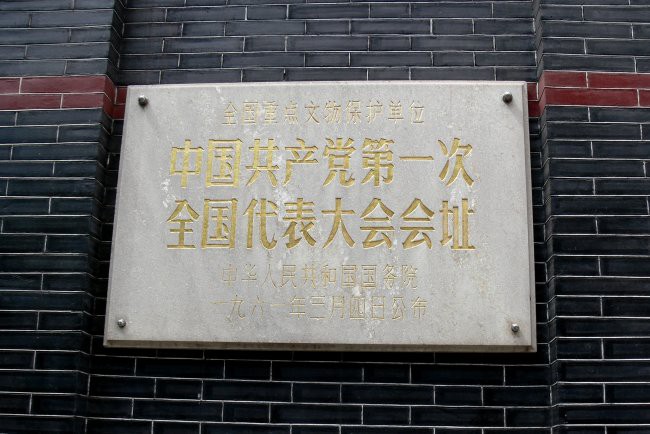 全国重点文物保护单位
中国共产党第一次
全国代表大会会址
中华人民共和国国务院
一九六一年三月四日公布